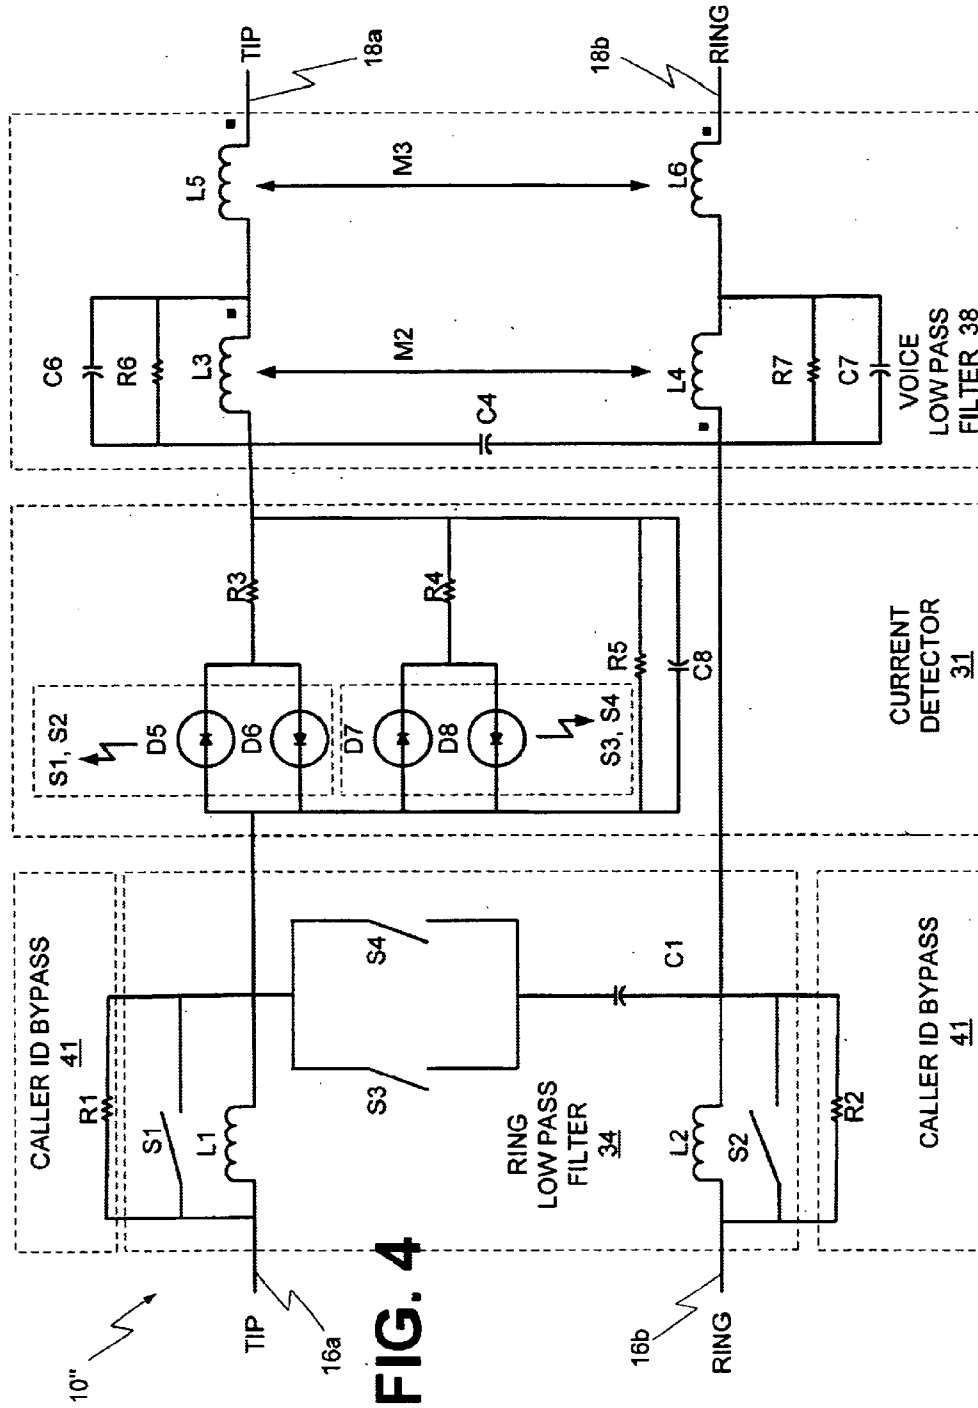 10"
TIP
16a
FIG. 4
16b
RING
CALLER ID BYPASS
41
R1
S1
L1
S3
S4
RING
LOW PASS
FILTER
34
C1
L2
S2
R2
CALLER ID BYPASS
41
S1, S2
D5
D6
D7
D8
S3, S4
R3
R4
R5
C8
CURRENT
DETECTOR
31
C6
R6
L3
L5
M2
M3
C4
L4
L6
R7
C7
VOICE
LOW PASS
FILTER 38
TIP
18a
18b
RING